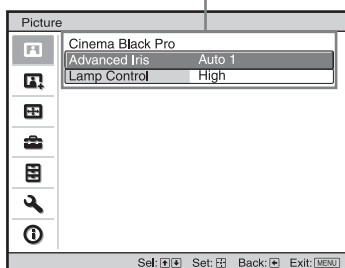 Picture
Cinema Black Pro
Advanced Iris Auto 1
Lamp Control High
Sel: Set: Back: Exit: MENU